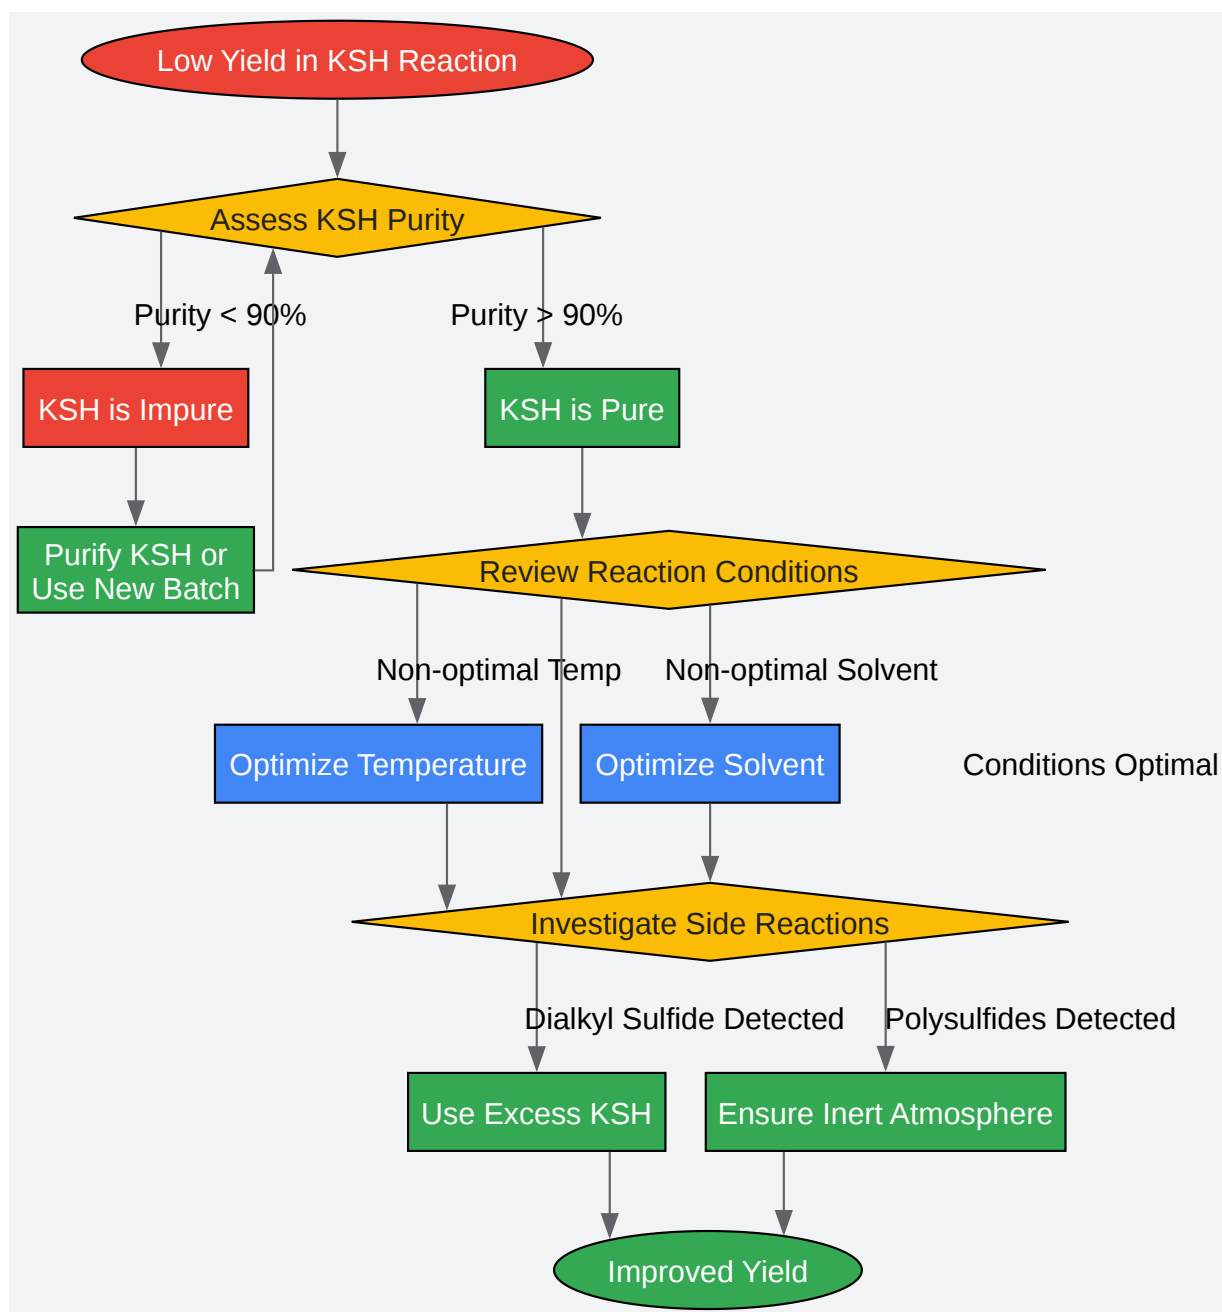 Low Yield in KSH Reaction
Assess KSH Purity
Purity < 90%
Purity > 90%
KSH is Impure
KSH is Pure
Purify KSH or
Use New Batch
Review Reaction Conditions
Non-optimal Temp
Non-optimal Solvent
Optimize Temperature
Optimize Solvent
Conditions Optimal
Investigate Side Reactions
Dialkyl Sulfide Detected
Polysulfides Detected
Use Excess KSH
Ensure Inert Atmosphere
Improved Yield